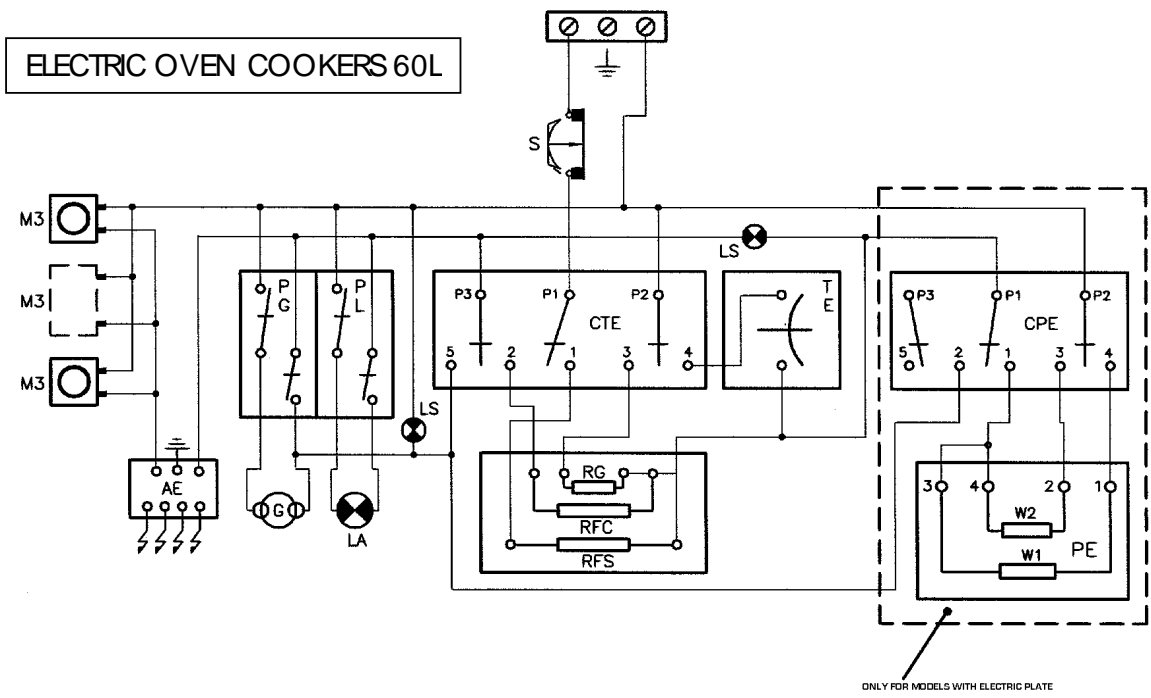 ELECTRIC OVEN COOKERS 60L
S
M3
M3
M3
LS
P
G
P
L
P3
P1
P2
CTE
5
2
1
3
4
T
E
P3
P1
P2
CPE
5
2
1
3
4
LS
AE
G
LA
RG
RFC
RFS
3
4
2
1
W2
W1
PE
ONLY FOR MODELS WITH ELECTRIC PLATE